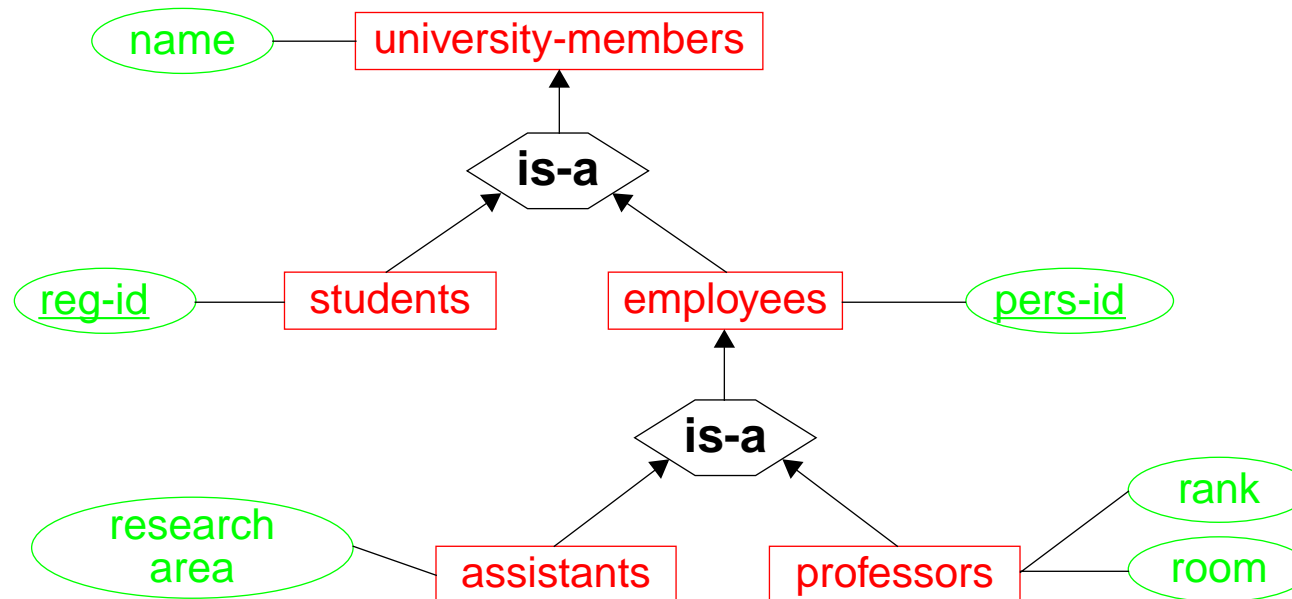 name
university-members
is-a
reg-id
students
employees
pers-id
is-a
research
area
assistants
professors
rank
room